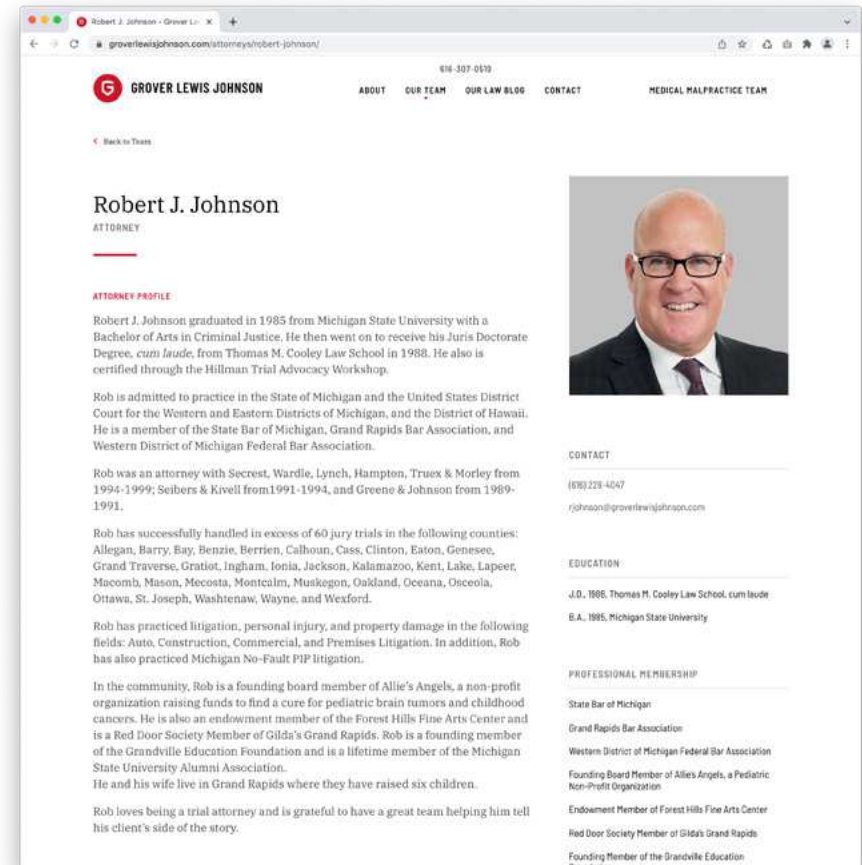 Robert J. Johnson - Grover Le
groverlewisjohnson.com/attorneys/robert-johnson/
616-307-0510
GROVER LEWIS JOHNSON
ABOUT OUR TEAM OUR LAW BLOG CONTACT MEDICAL MALPRACTICE TEAM
Back to Team
Robert J. Johnson
ATTORNEY
ATTORNEY PROFILE
Robert J. Johnson graduated in 1985 from Michigan State University with a
Bachelor of Arts in Criminal Justice. He then went on to receive his Juris Doctorate
Degree, cum laude, from Thomas M. Cooley Law School in 1988. He also is
certified through the Hillman Trial Advocacy Workshop.
Rob is admitted to practice in the State of Michigan and the United States District
Court for the Western and Eastern Districts of Michigan, and the District of Hawaii.
He is a member of the State Bar of Michigan, Grand Rapids Bar Association, and
Western District of Michigan Federal Bar Association.
Rob was an attorney with Secrest, Wardle, Lynch, Hampton, Truex & Morley from
1994-1999; Seibers & Kivell from1991-1994, and Greene & Johnson from 1989-
1991.
Rob has successfully handled in excess of 60 jury trials in the following counties:
Allegan, Barry, Bay, Benzie, Berrien, Calhoun, Cass, Clinton, Eaton, Genesee,
Grand Traverse, Gratiot, Ingham, Ionia, Jackson, Kalamazoo, Kent, Lake, Lapeer,
Macomb, Mason, Mecosta, Montcalm, Muskegon, Oakland, Oceana, Osceola,
Ottawa, St. Joseph, Washtenaw, Wayne, and Wexford.
Rob has practiced litigation, personal injury, and property damage in the following
fields: Auto, Construction, Commercial, and Premises Litigation. In addition, Rob
has also practiced Michigan No-Fault PIP litigation.
In the community, Rob is a founding board member of Allie's Angels, a non-profit
organization raising funds to find a cure for pediatric brain tumors and childhood
cancers. He is also an endowment member of the Forest Hills Fine Arts Center and
is a Red Door Society Member of Gilda's Grand Rapids. Rob is a founding member
of the Grandville Education Foundation and is a lifetime member of the Michigan
State University Alumni Association.
He and his wife live in Grand Rapids where they have raised six children.
Rob loves being a trial attorney and is grateful to have a great team helping him tell
his client's side of the story.
CONTACT
(616) 229-4047
rjohnson@groverlewisjohnson.com
EDUCATION
J.D., 1988, Thomas M. Cooley Law School, cum laude
B.A., 1985, Michigan State University
PROFESSIONAL MEMBERSHIP
State Bar of Michigan
Grand Rapids Bar Association
Western District of Michigan Federal Bar Association
Founding Board Member of Allie's Angels, a Pediatric
Non-Profit Organization
Endowment Member of Forest Hills Fine Arts Center
Red Door Society Member of Gilda's Grand Rapids
Founding Member of the Grandville Education